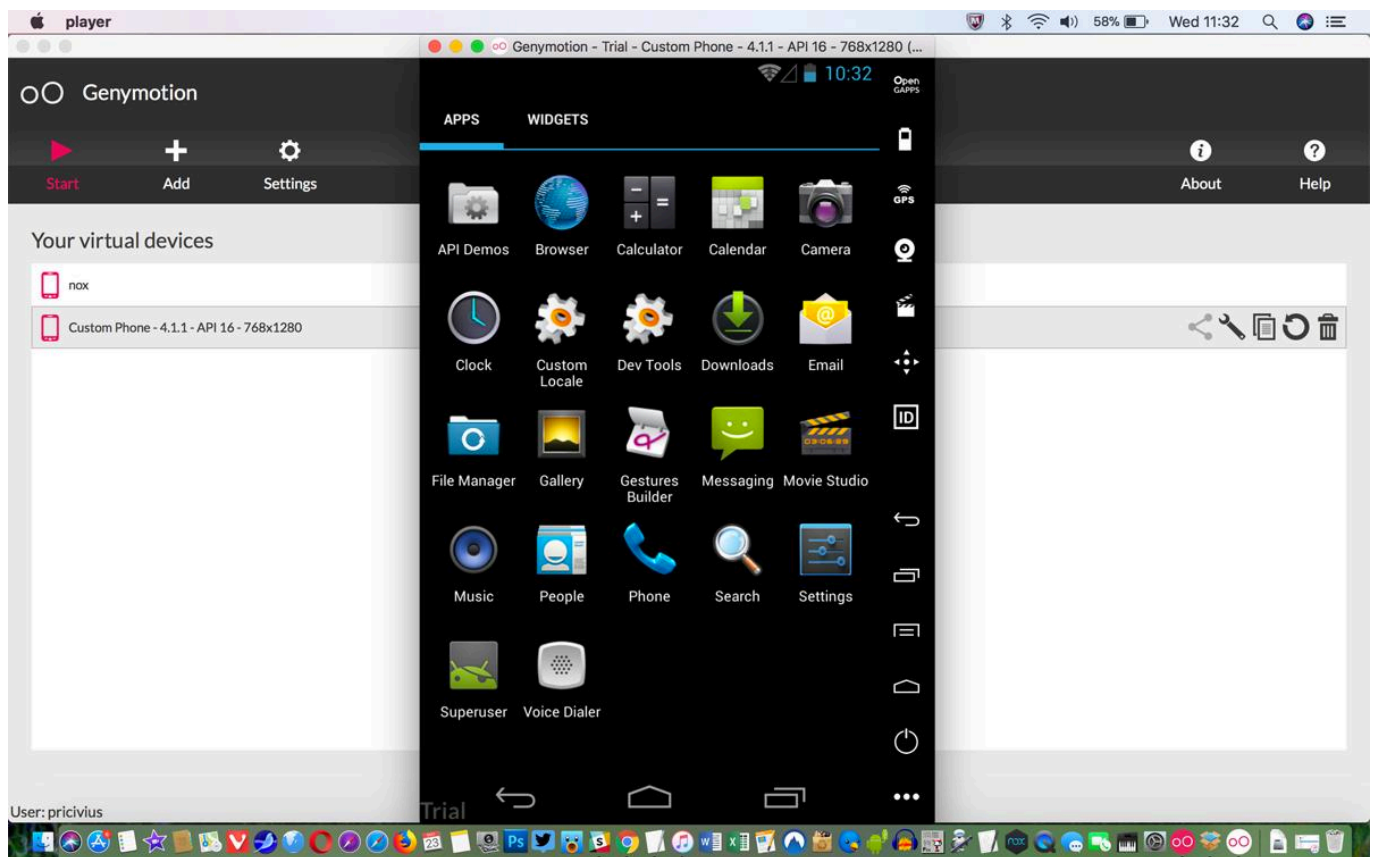 player
58%
Wed 11:32
Genymotion – Trial - Custom Phone - 4.1.1 - API 16 - 768x1280 (...
Genymotion
Start
Add
Settings
About
Help
Your virtual devices
nox
Custom Phone - 4.1.1 - API 16 - 768x1280
User: pricivius
10:32
Open
GAPPS
APPS
WIDGETS
GPS
API Demos
Browser
Calculator
Calendar
Camera
Clock
Custom
Locale
Dev Tools
Downloads
Email
@
ID
File Manager
Gallery
Gestures
Builder
Messaging
Movie Studio
Music
People
Phone
Search
Settings
Superuser
Voice Dialer
Trial
23
Ps